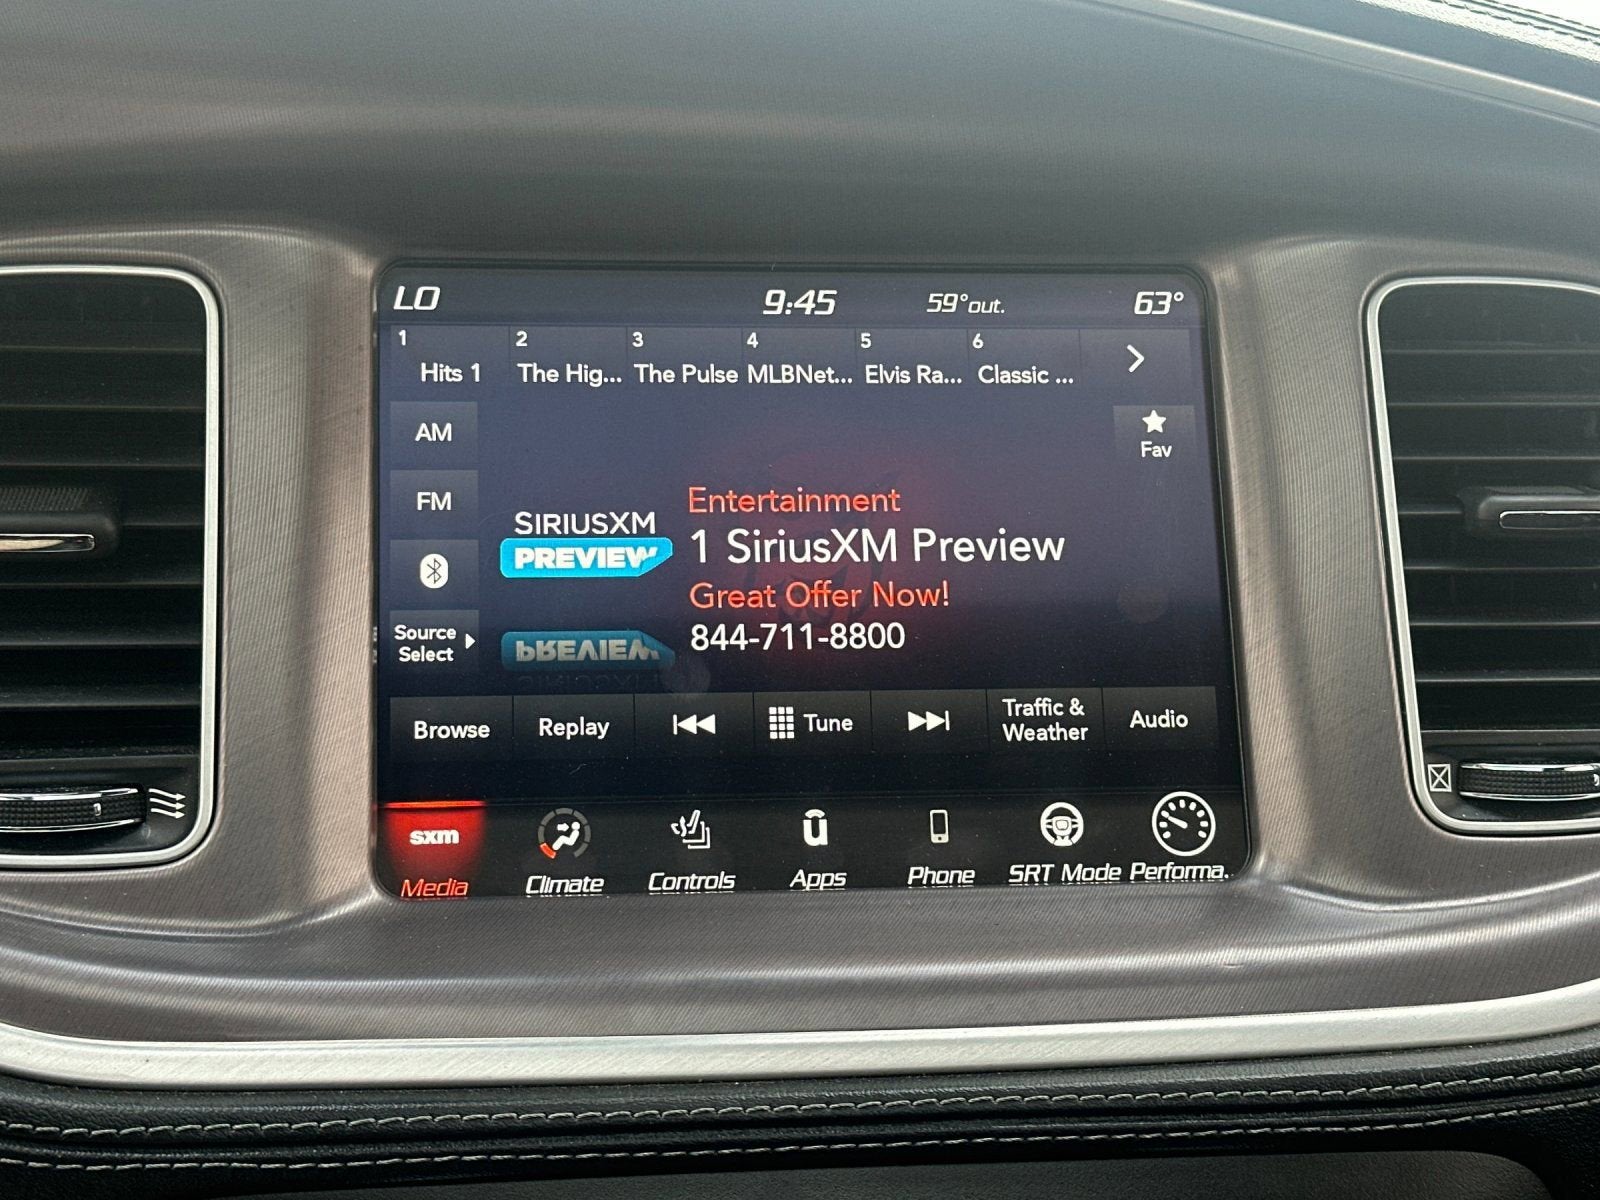 LO 9:45 59°out. 63°
1 2 3 4 5 6
Hits 1 The Hig... The Pulse MLBNet... Elvis Ra... Classic ...
AM
Fav
FM
SIRIUSXM
PREVIEW
Entertainment
1 SiriusXM Preview
Great Offer Now!
844-711-8800
Source
Select
Browse Replay Tune Traffic &
Weather Audio
sxm
Media Climate Controls Apps Phone SRT Mode Performa.